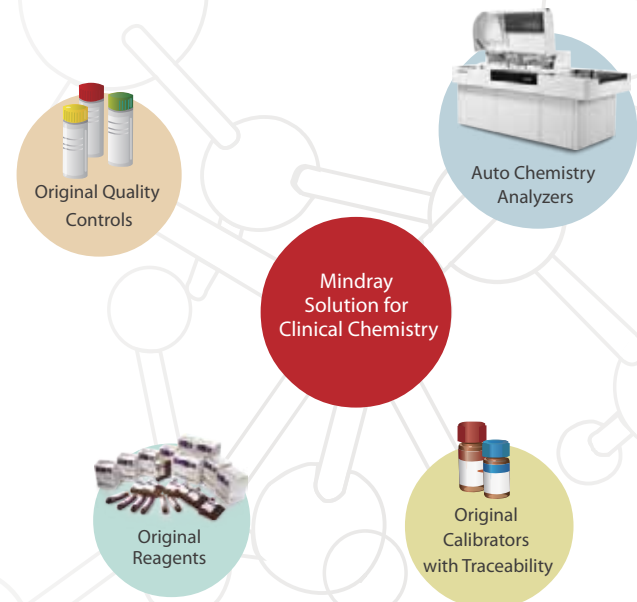 Original Quality
Controls
Auto Chemistry
Analyzers
Mindray
Solution for
Clinical Chemistry
Original
Reagents
Original
Calibrators
with Traceability